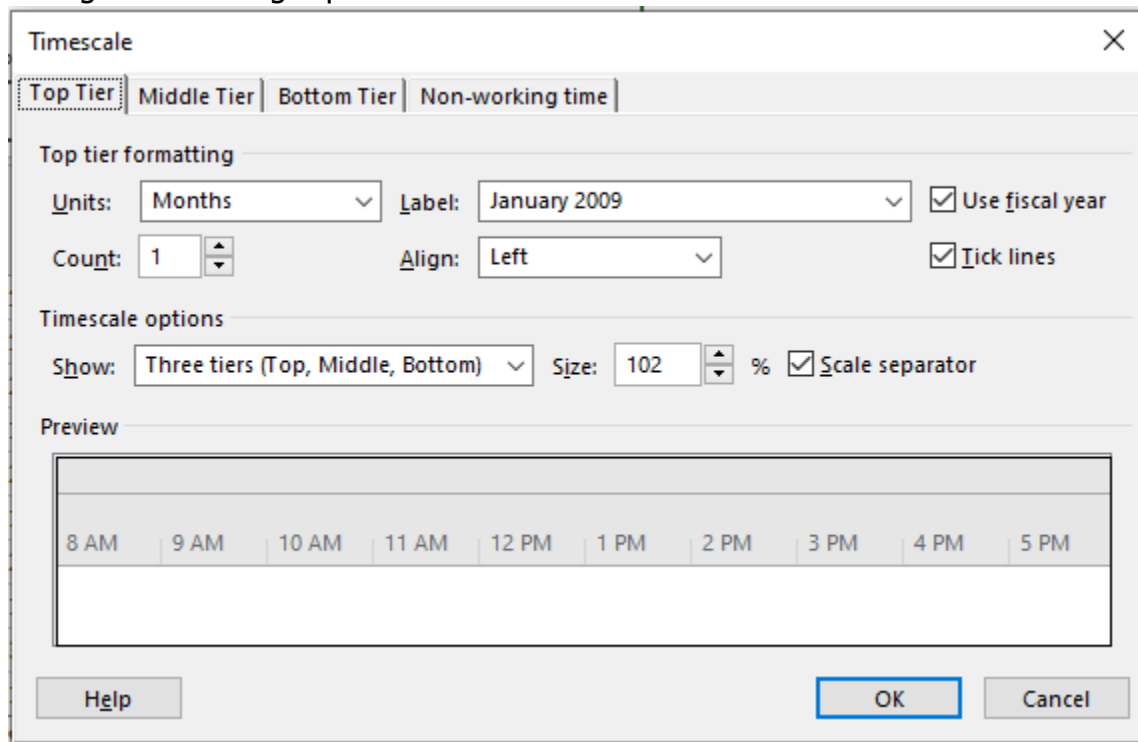 Timescale
Top Tier Middle Tier Bottom Tier Non-working time
Top tier formatting
Units: Months Label: January 2009 Use fiscal year
Count: 1 Align: Left Tick lines
Timescale options
Show: Three tiers (Top, Middle, Bottom) Size: 102 % Scale separator
Preview
8 AM 9 AM 10 AM 11 AM 12 PM 1 PM 2 PM 3 PM 4 PM 5 PM
Help OK Cancel